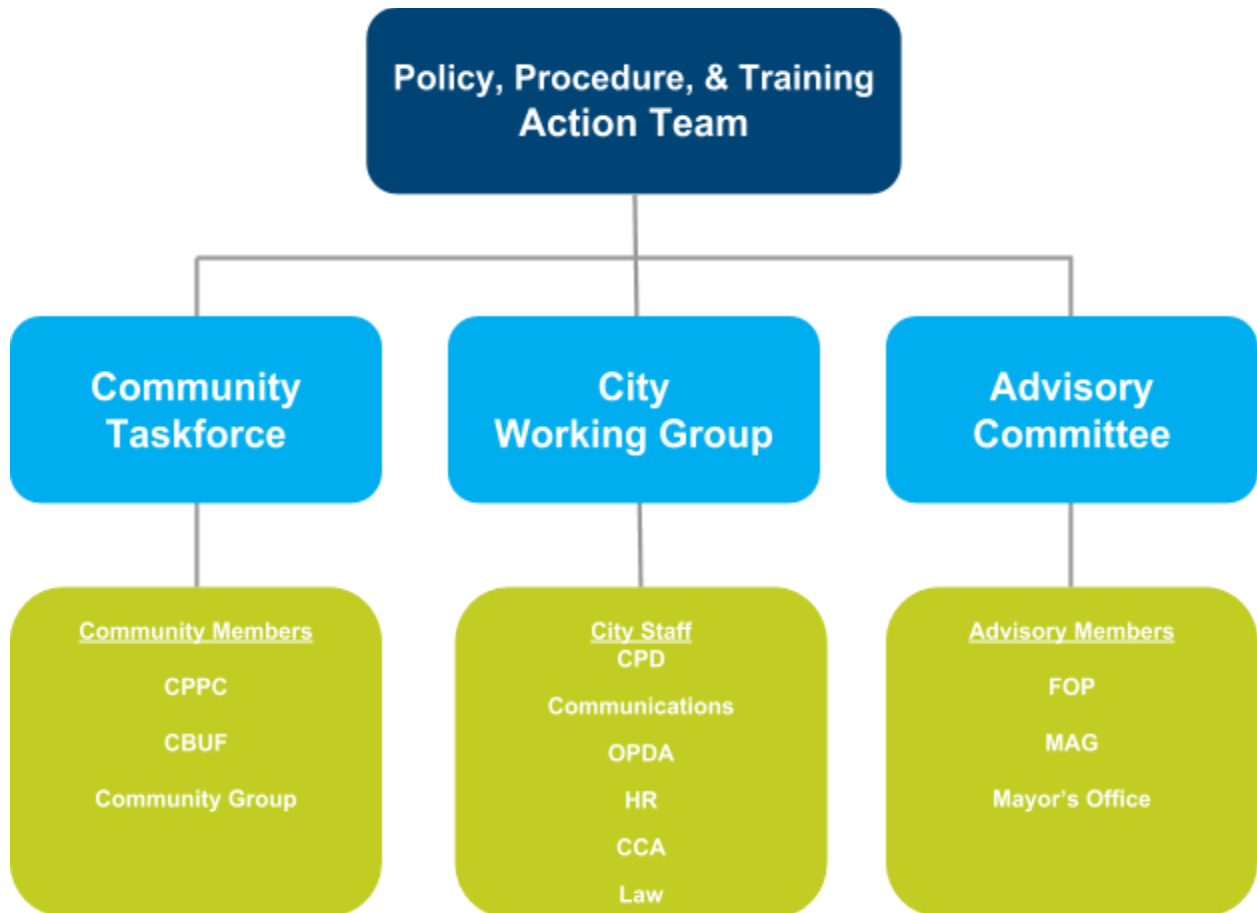 Policy, Procedure, & Training
Action Team
Community
Taskforce
City
Working Group
Advisory
Committee
Community Members
CPPC
CBUF
Community Group
City Staff
CPD
Communications
OPDA
HR
CCA
Law
Advisory Members
FOP
MAG
Mayor’s Office